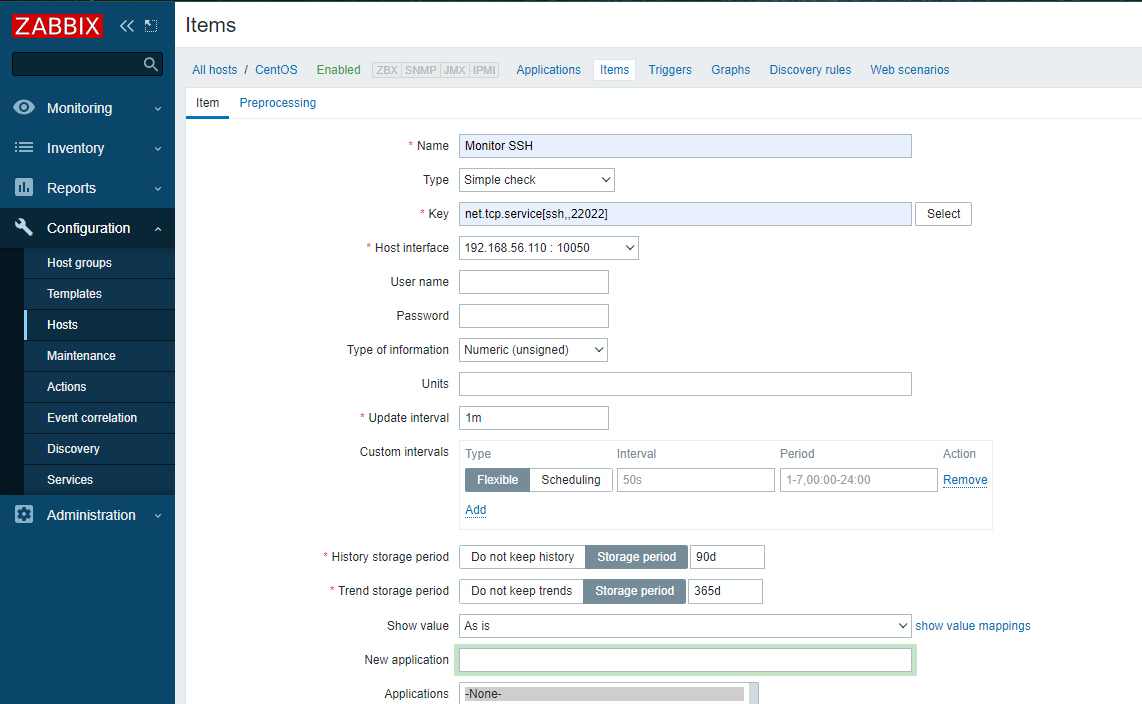 ZABBIX
Items
All hosts / CentOS Enabled ZBX SNMP JMX IPMI Applications Items Triggers Graphs Discovery rules Web scenarios
Monitoring
Inventory
Reports
Configuration
Host groups
Templates
Hosts
Maintenance
Actions
Event correlation
Discovery
Services
Administration
Item Preprocessing
* Name Monitor SSH
Type Simple check
* Key net.tcp.service[ssh,,22022] Select
* Host interface 192.168.56.110 : 10050
User name
Password
Type of information Numeric (unsigned)
Units
* Update interval 1m
Custom intervals Type Interval Period Action
Flexible Scheduling 50s 1-7,00:00-24:00 Remove
Add
* History storage period Do not keep history Storage period 90d
* Trend storage period Do not keep trends Storage period 365d
Show value As is show value mappings
New application
Applications -None-